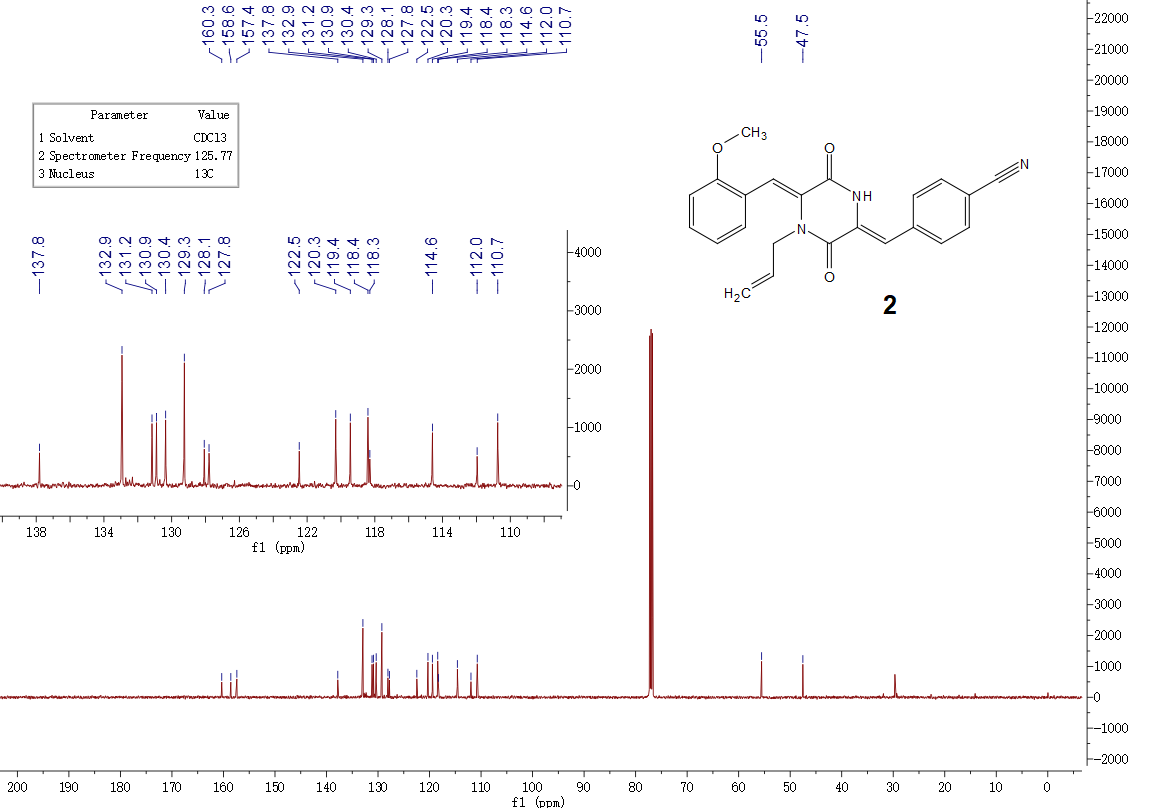 160.3 158.6 157.4 137.8 132.9 131.2 130.9 130.4 129.3 128.1 127.8 122.5 120.3 119.4 118.4 118.3 114.6 112.0 110.7 55.5 47.5
Parameter Value
1 Solvent CDCl3
2 Spectrometer Frequency 125.77
3 Nucleus 13C
137.8 132.9 131.2 130.9 130.4 129.3 128.1 127.8 122.5 120.3 119.4 118.4 118.3 114.6 112.0 110.7
4000
3000
2000
1000
0
138 134 130 126 122 118 114 110
f1 (ppm)
O CH3
O
N
NH
N
O
H2C
2
22000
21000
20000
19000
18000
17000
16000
15000
14000
13000
12000
11000
10000
9000
8000
7000
6000
5000
4000
3000
2000
1000
0
-1000
-2000
200 190 180 170 160 150 140 130 120 110 100 90 80 70 60 50 40 30 20 10 0
f1 (ppm)